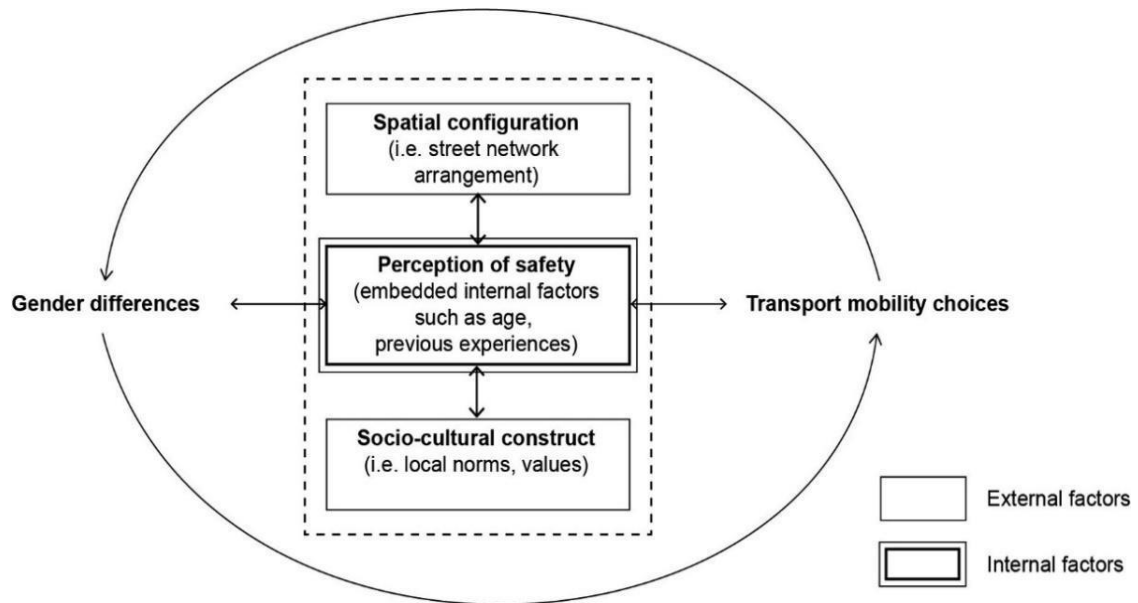 Spatial configuration
(i.e. street network
arrangement)
Perception of safety
(embedded internal factors
such as age,
previous experiences)
Gender differences
Transport mobility choices
Socio-cultural construct
(i.e. local norms, values)
External factors
Internal factors